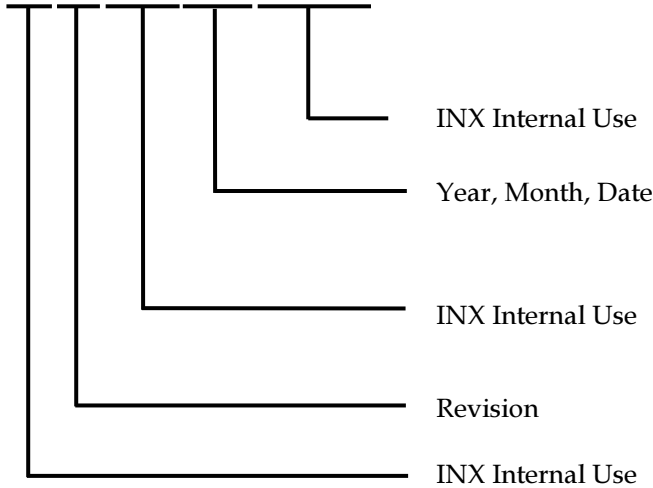 INX Internal Use
Year, Month, Date
INX Internal Use
Revision
INX Internal Use